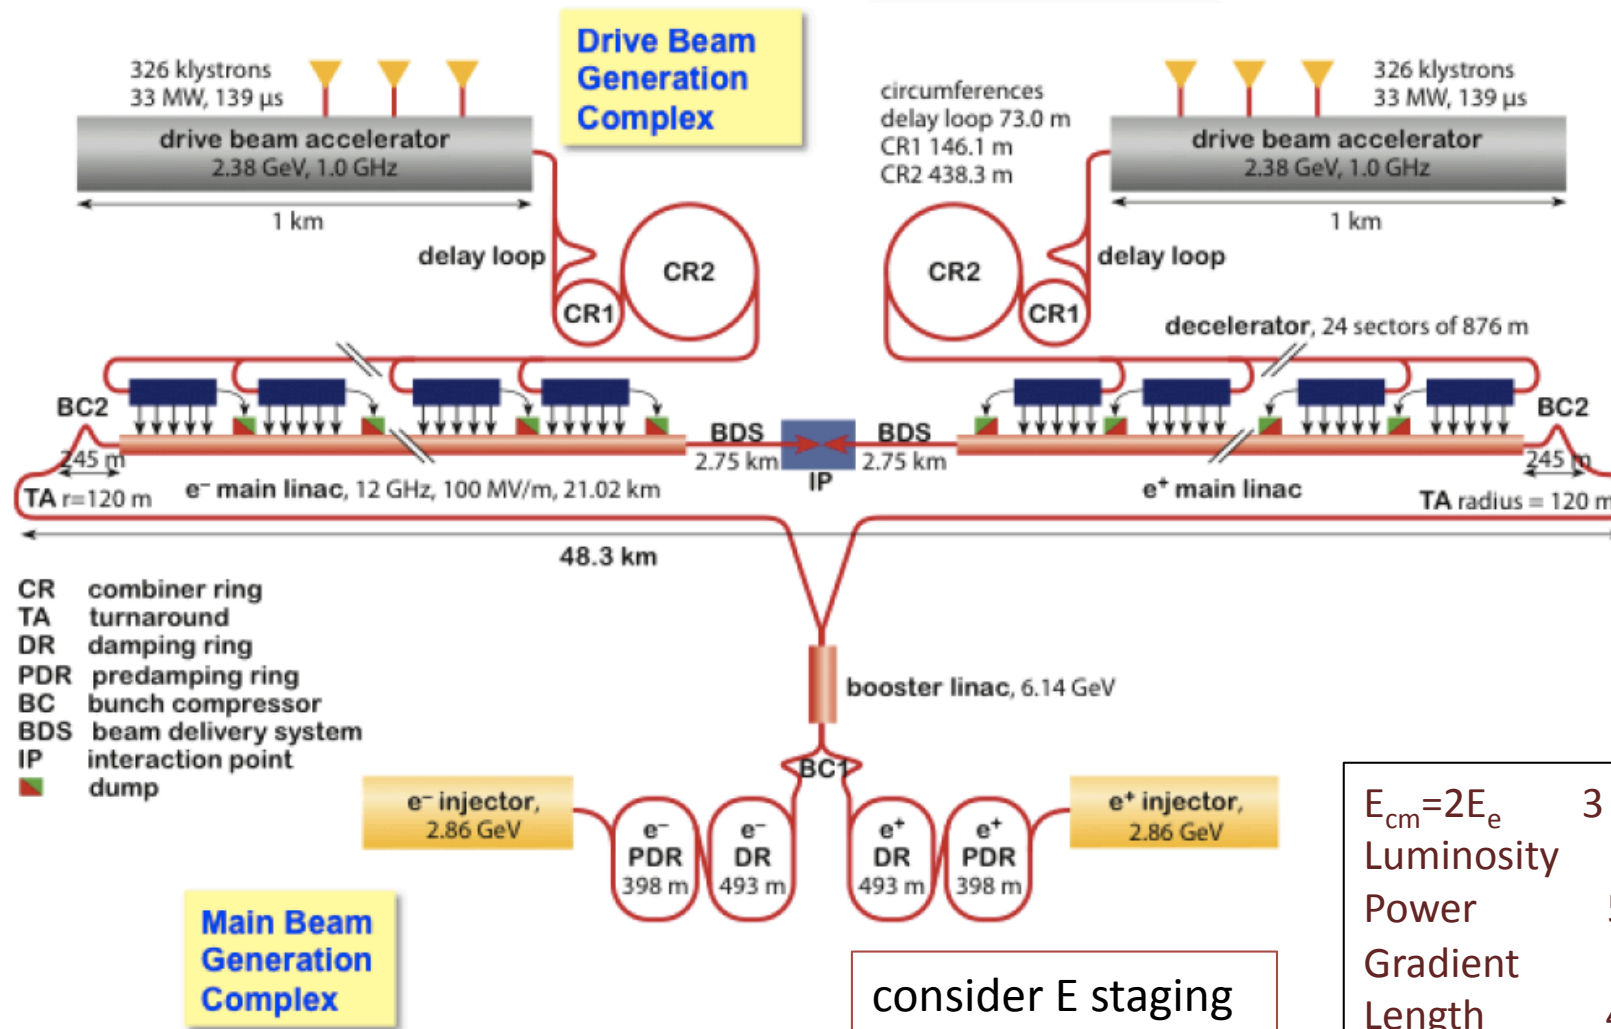 Drive Beam
Generation
Complex
326 klystrons
33 MW, 139 μs
drive beam accelerator
2.38 GeV, 1.0 GHz
1 km
circumferences
delay loop 73.0 m
CR1 146.1 m
CR2 438.3 m
326 klystrons
33 MW, 139 μs
drive beam accelerator
2.38 GeV, 1.0 GHz
1 km
delay loop
CR2
CR1
CR2
CR1
delay loop
decelerator, 24 sectors of 876 m
BC2
245 m
TA r=120 m
e⁻ main linac, 12 GHz, 100 MV/m, 21.02 km
BDS
2.75 km
IP
BDS
2.75 km
e⁺ main linac
BC2
245 m
TA radius = 120 m
48.3 km
CR combiner ring
TA turnaround
DR damping ring
PDR predamping ring
BC bunch compressor
BDS beam delivery system
IP interaction point
dump
booster linac, 6.14 GeV
BC1
e⁻ injector,
2.86 GeV
e⁻
PDR
398 m
e⁻
DR
493 m
e⁺
DR
493 m
e⁺
PDR
398 m
e⁺ injector,
2.86 GeV
Main Beam
Generation
Complex
consider E staging
E_cm=2E_e 3
Luminosity
Power 5
Gradient
Length 4